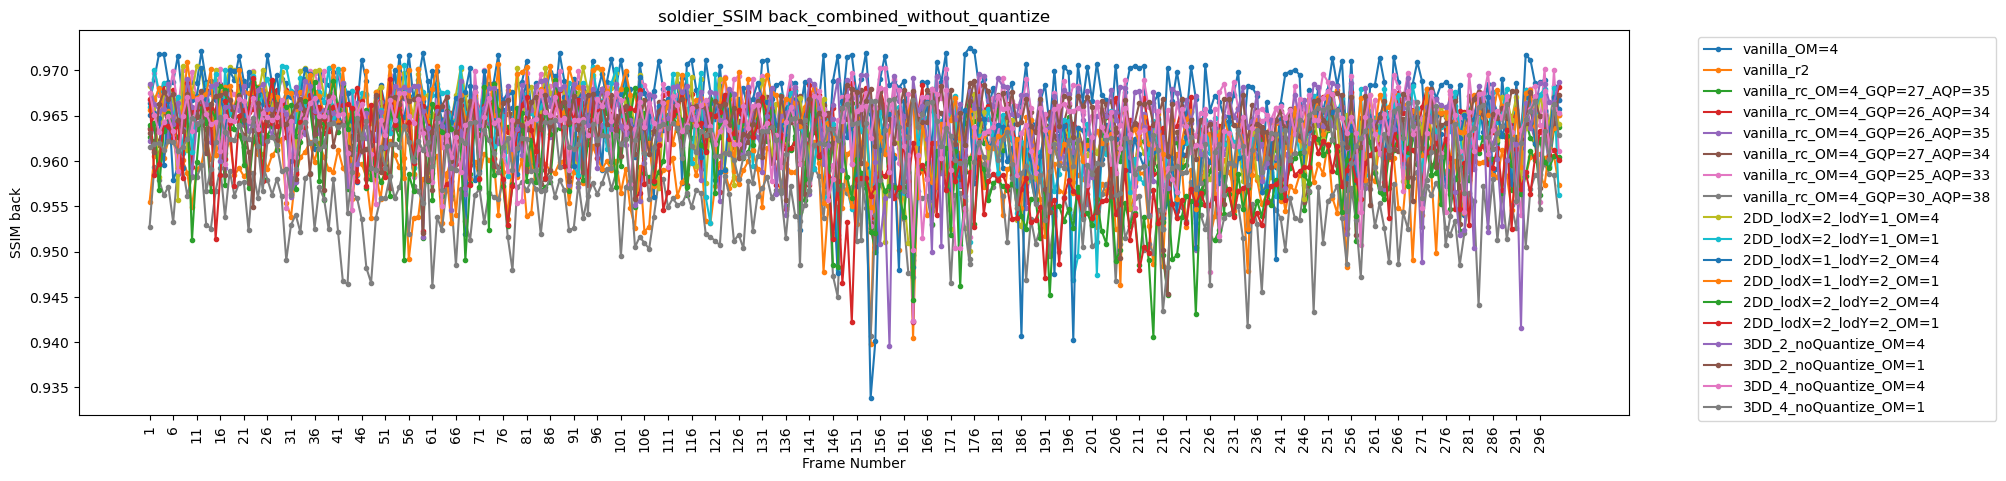 soldier_SSIM back_combined_without_quantize
SSIM back
0.970
0.965
0.960
0.955
0.950
0.945
0.940
0.935
1 6 11 16 21 26 31 36 41 46 51 56 61 66 71 76 81 86 91 96 101 106 111 116 121 126 131 136 141 146 151 156 161 166 171 176 181 186 191 196 201 206 211 216 221 226 231 236 241 246 251 256 261 266 271 276 281 286 291 296
Frame Number
vanilla_OM=4
vanilla_r2
vanilla_rc_OM=4_GQP=27_AQP=35
vanilla_rc_OM=4_GQP=26_AQP=34
vanilla_rc_OM=4_GQP=26_AQP=35
vanilla_rc_OM=4_GQP=27_AQP=34
vanilla_rc_OM=4_GQP=25_AQP=33
vanilla_rc_OM=4_GQP=30_AQP=38
2DD_lodX=2_lodY=1_OM=4
2DD_lodX=2_lodY=1_OM=1
2DD_lodX=1_lodY=2_OM=4
2DD_lodX=1_lodY=2_OM=1
2DD_lodX=2_lodY=2_OM=4
2DD_lodX=2_lodY=2_OM=1
3DD_2_noQuantize_OM=4
3DD_2_noQuantize_OM=1
3DD_4_noQuantize_OM=4
3DD_4_noQuantize_OM=1